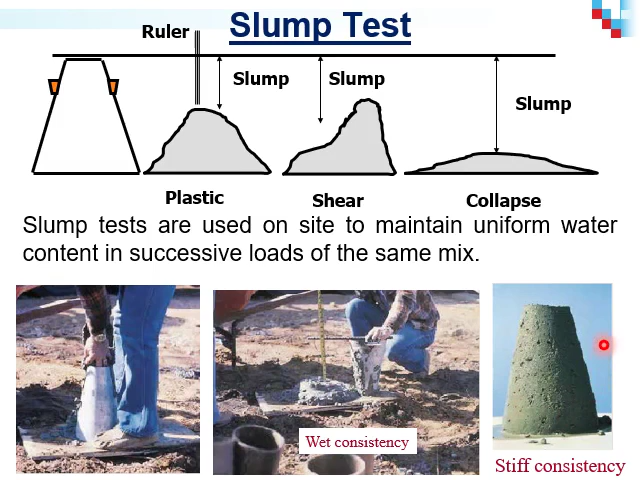 Slump Test
Ruler
Slump
Slump
Slump
Plastic
Shear
Collapse
Slump tests are used on site to maintain uniform water
content in successive loads of the same mix.
Wet consistency
Stiff consistency